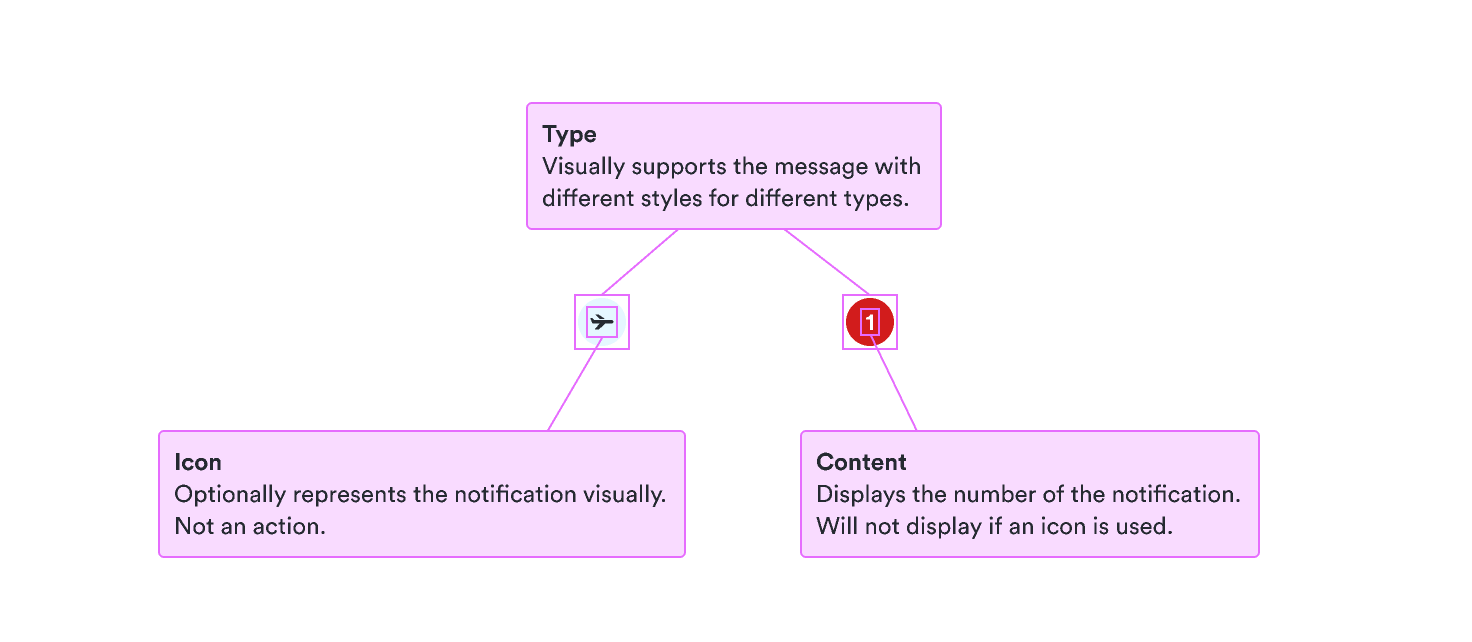 Type
Visually supports the message with
different styles for different types.
1
Icon
Optionally represents the notification visually.
Not an action.
Content
Displays the number of the notification.
Will not display if an icon is used.